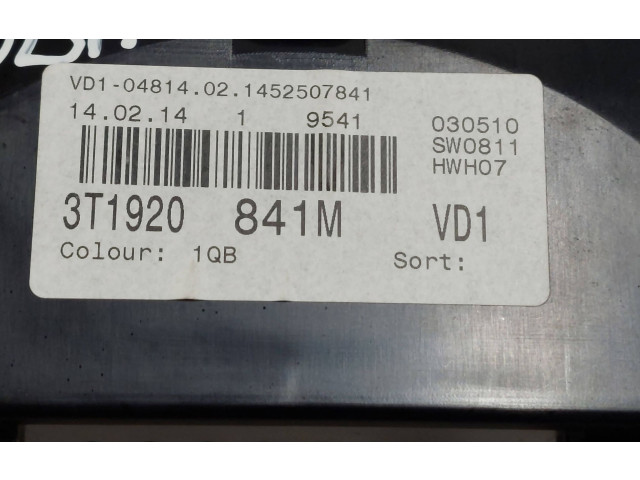 VD1-04814.02.1452507841
14.02.14 1 9541 030510
SW0811
HWH07
3T1920 841M VD1
Colour: 1QB Sort: